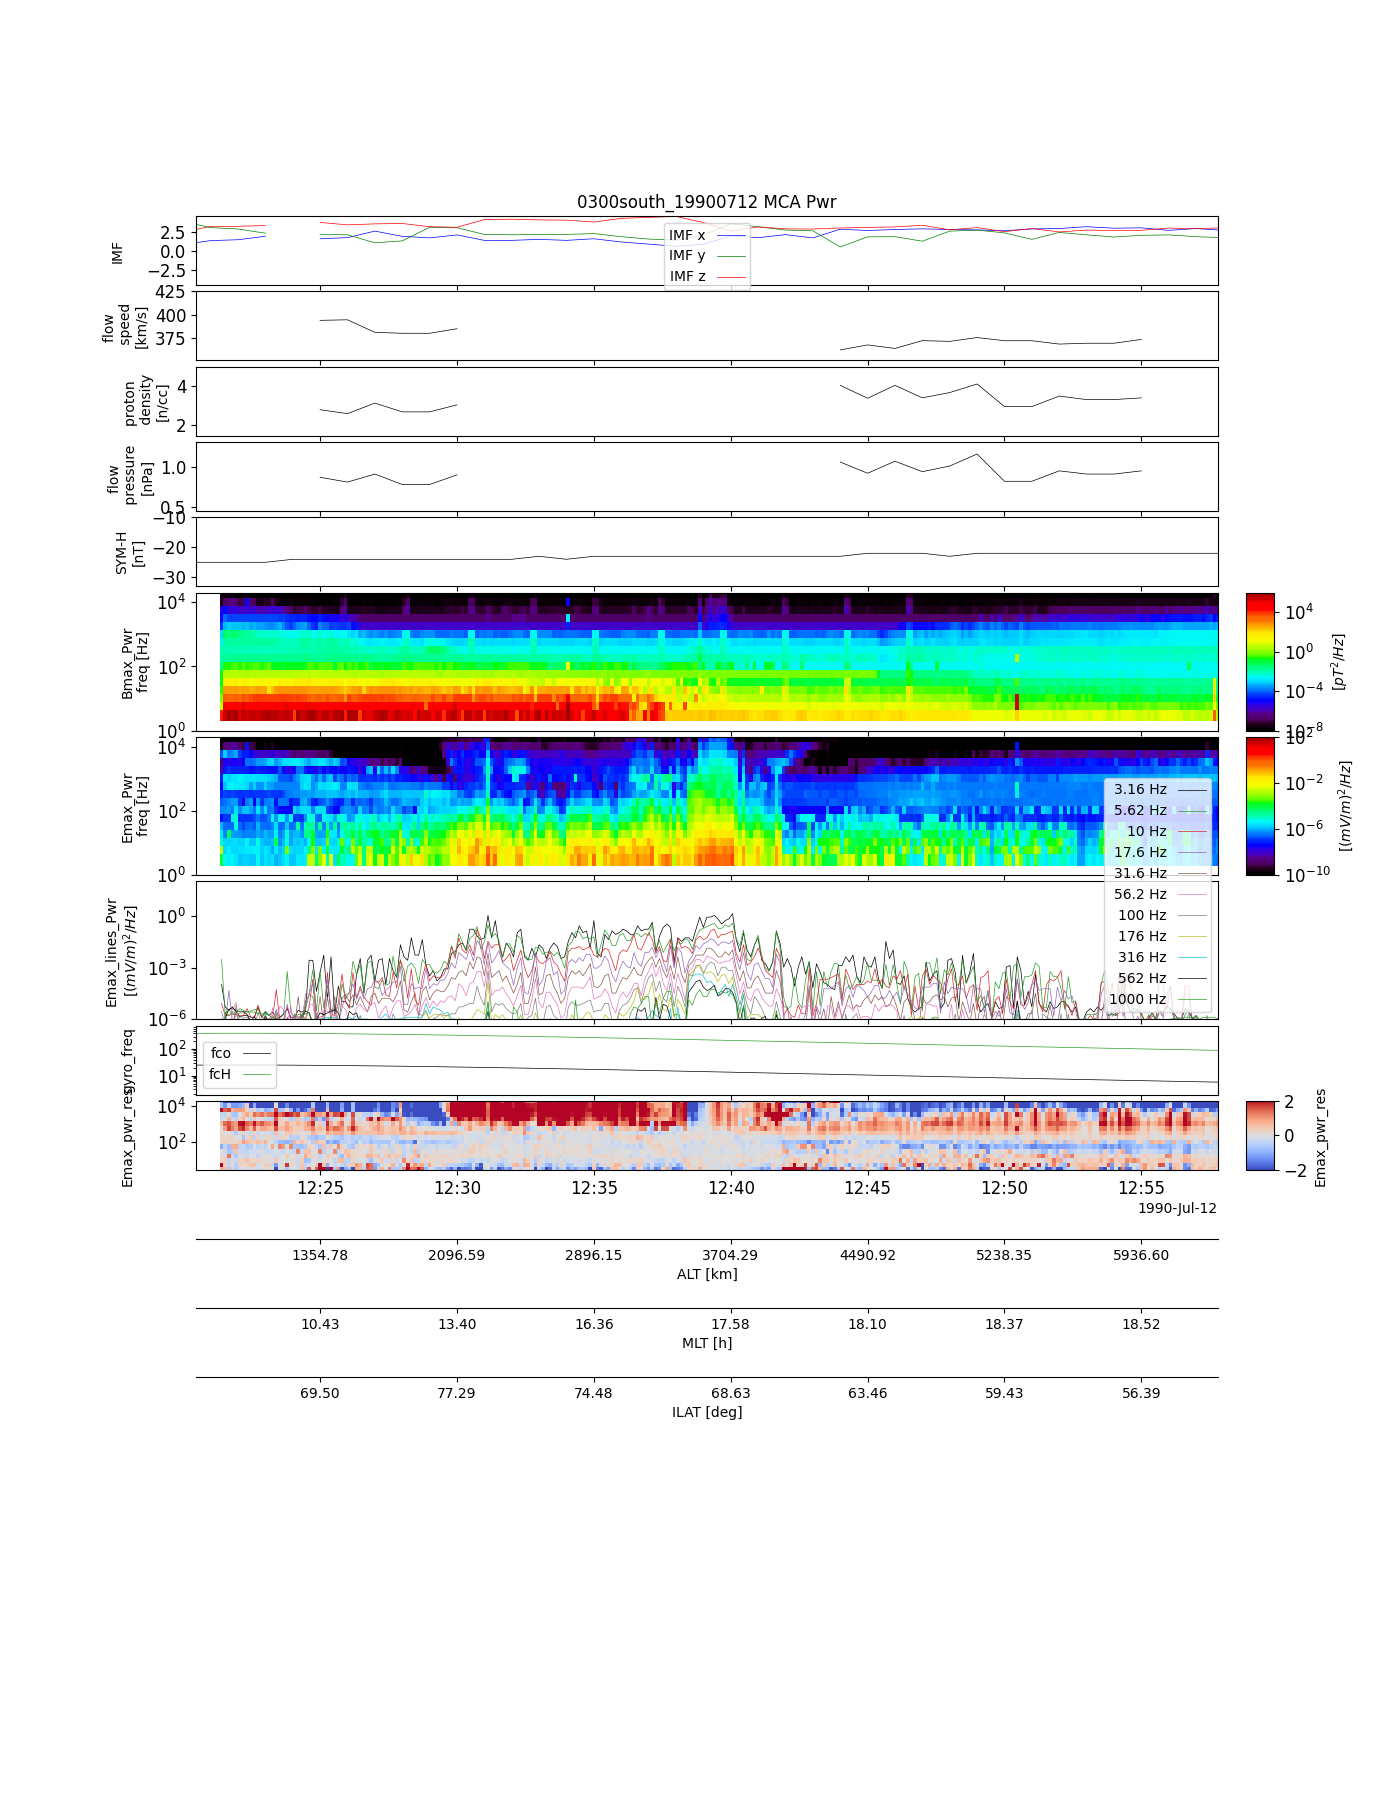 0300south_19900712 MCA Pwr
IMF
2.5
0.0
−2.5
IMF x
IMF y
IMF z
flow
speed
[km/s]
425
400
375
proton
density
[n/cc]
4
2
flow
pressure
[nPa]
1.0
0.5
SYM-H
[nT]
−10
−20
−30
Bmax_Pwr
freq [Hz]
10^4
10^2
10^0
10^4
10^0
10^−4
10^−8
[pT^2/Hz]
Emax_Pwr
freq [Hz]
10^4
10^2
10^0
10^2
10^−2
10^−6
10^−10
[(mV/m)^2/Hz]
3.16 Hz
5.62 Hz
10 Hz
17.6 Hz
31.6 Hz
56.2 Hz
100 Hz
176 Hz
316 Hz
562 Hz
1000 Hz
Emax_lines_Pwr
[(mV/m)^2/Hz]
10^0
10^−3
10^−6
gyro_freq
10^2
10^1
fco
fcH
Emax_pwr_res
10^4
10^2
2
0
−2
Emax_pwr_res
12:25 12:30 12:35 12:40 12:45 12:50 12:55
1990-Jul-12
1354.78 2096.59 2896.15 3704.29 4490.92 5238.35 5936.60
ALT [km]
10.43 13.40 16.36 17.58 18.10 18.37 18.52
MLT [h]
69.50 77.29 74.48 68.63 63.46 59.43 56.39
ILAT [deg]